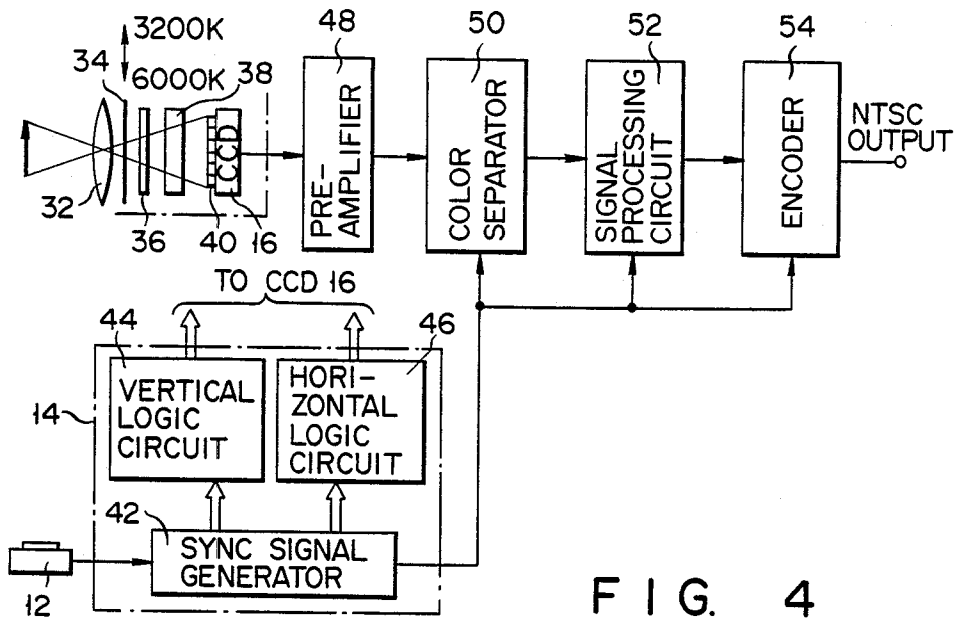 3200K
34
6000K
38
CCD
32
36
40
16
48
PRE-
AMPLIFIER
50
COLOR
SEPARATOR
52
SIGNAL
PROCESSING
CIRCUIT
54
ENCODER
NTSC
OUTPUT
TO CCD 16
44
VERTICAL
LOGIC
CIRCUIT
46
HORI-
ZONTAL
LOGIC
CIRCUIT
14
42
SYNC SIGNAL
GENERATOR
12
FIG. 4